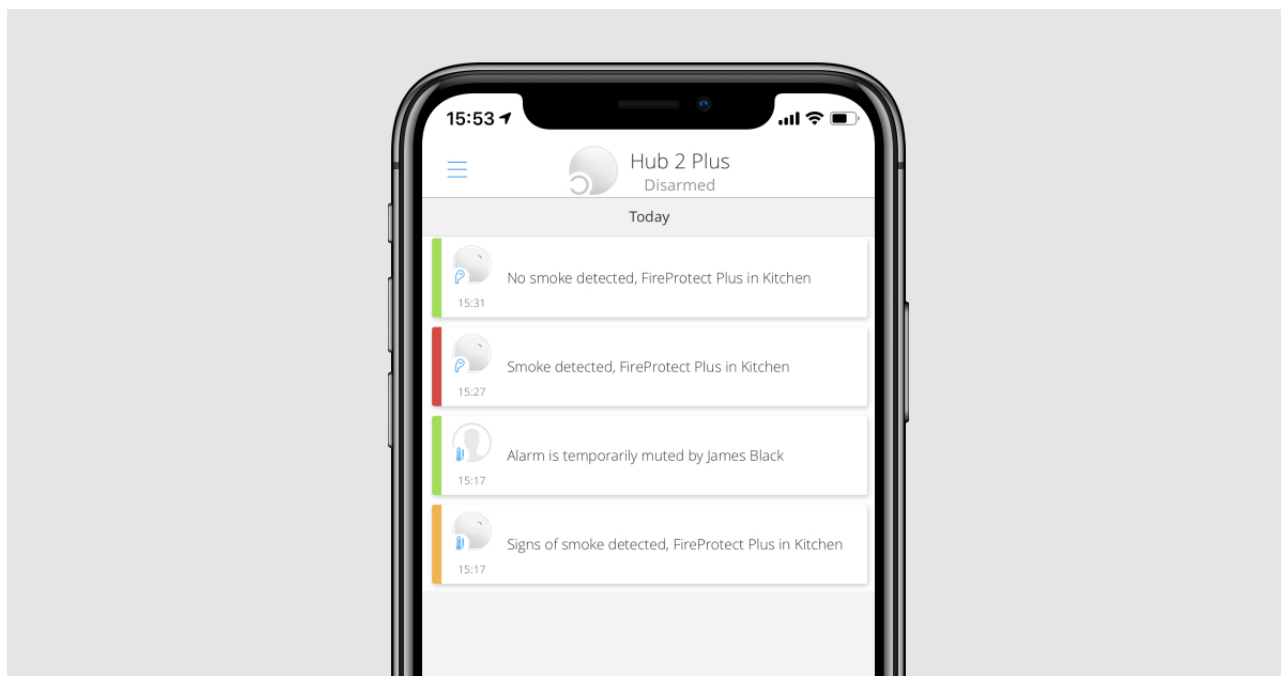 15:53
Hub 2 Plus
Disarmed
Today
No smoke detected, FireProtect Plus in Kitchen
15:31
Smoke detected, FireProtect Plus in Kitchen
15:27
Alarm is temporarily muted by James Black
15:17
Signs of smoke detected, FireProtect Plus in Kitchen
15:17